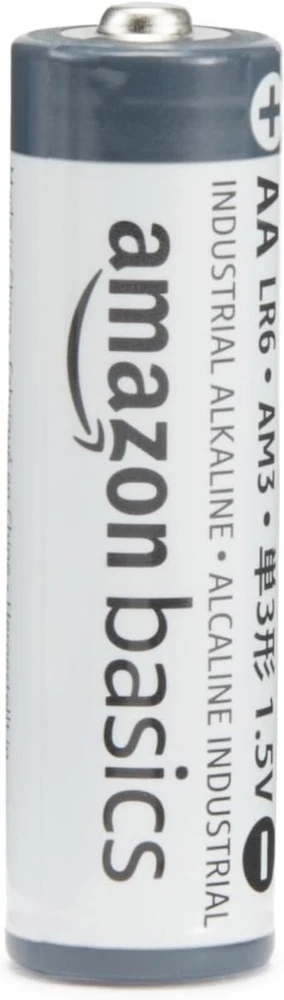 + AA LR6 • AM3 • 単3形 1.5V -
INDUSTRIAL ALKALINE • ALCALINE INDUSTRIAL
amazon basics